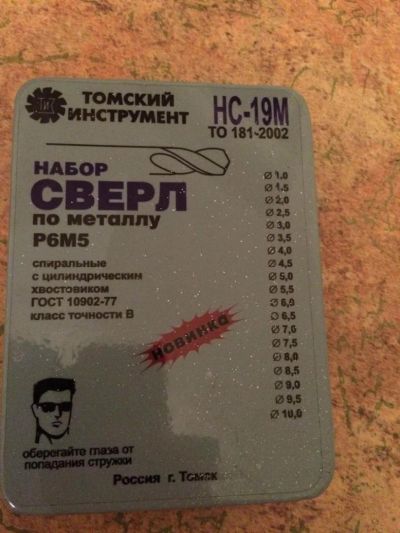 ТОМСКИЙ
ИНСТРУМЕНТ
НС-19М
ТО 181-2002
НАБОР
СВЕРЛ
по металлу
Р6М5
спиральные
с цилиндрическим
хвостовиком
ГОСТ 10902-77
класс точности В
Ø 1,0
Ø 1,5
Ø 2,0
Ø 2,5
Ø 3,0
Ø 3,5
Ø 4,0
Ø 4,5
Ø 5,0
Ø 5,5
Ø 6,0
Ø 6,5
Ø 7,0
Ø 7,5
Ø 8,0
Ø 8,5
Ø 9,0
Ø 9,5
Ø 10,0
новинка
оберегайте глаза от
попадания стружки
Россия г. Томск